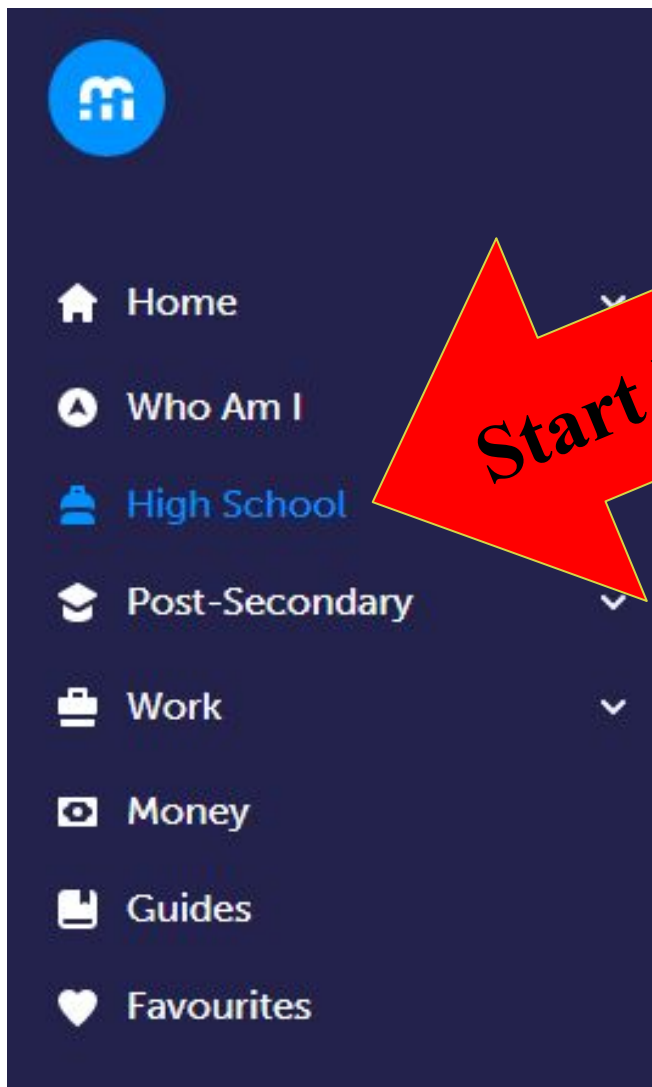 Home
Who Am I
Start
High School
Post-Secondary
Work
Money
Guides
Favourites